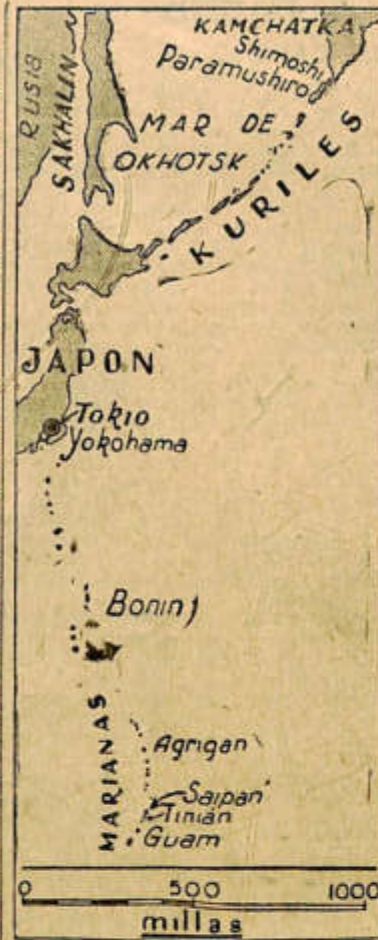 KAMCHATKA
Shimoshi
Paramushiro
RUSIA
SAKHALIN
MAR DE
OKHOTSK
KURILES
JAPON
Tokio
Yokohama
Bonin
MARIANAS
Agrigan
Saipan
Tinian
Guam
0 500 1000
millas